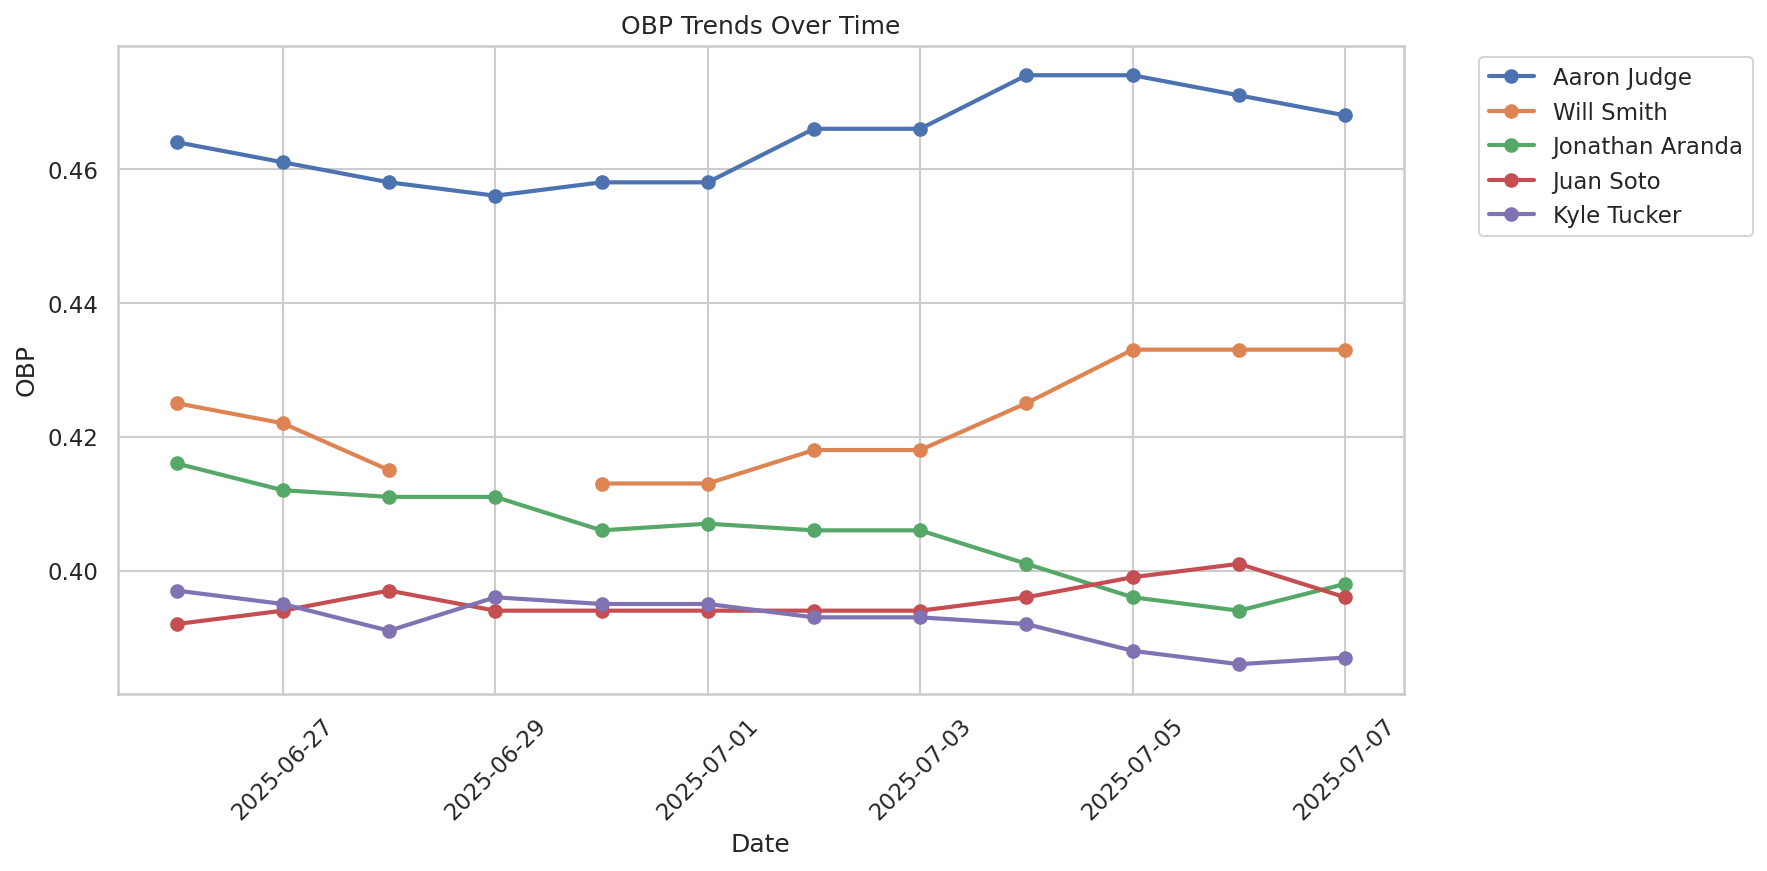 OBP Trends Over Time
Aaron Judge
Will Smith
Jonathan Aranda
Juan Soto
Kyle Tucker
OBP
0.46
0.44
0.42
0.40
2025-06-27
2025-06-29
2025-07-01
2025-07-03
2025-07-05
2025-07-07
Date